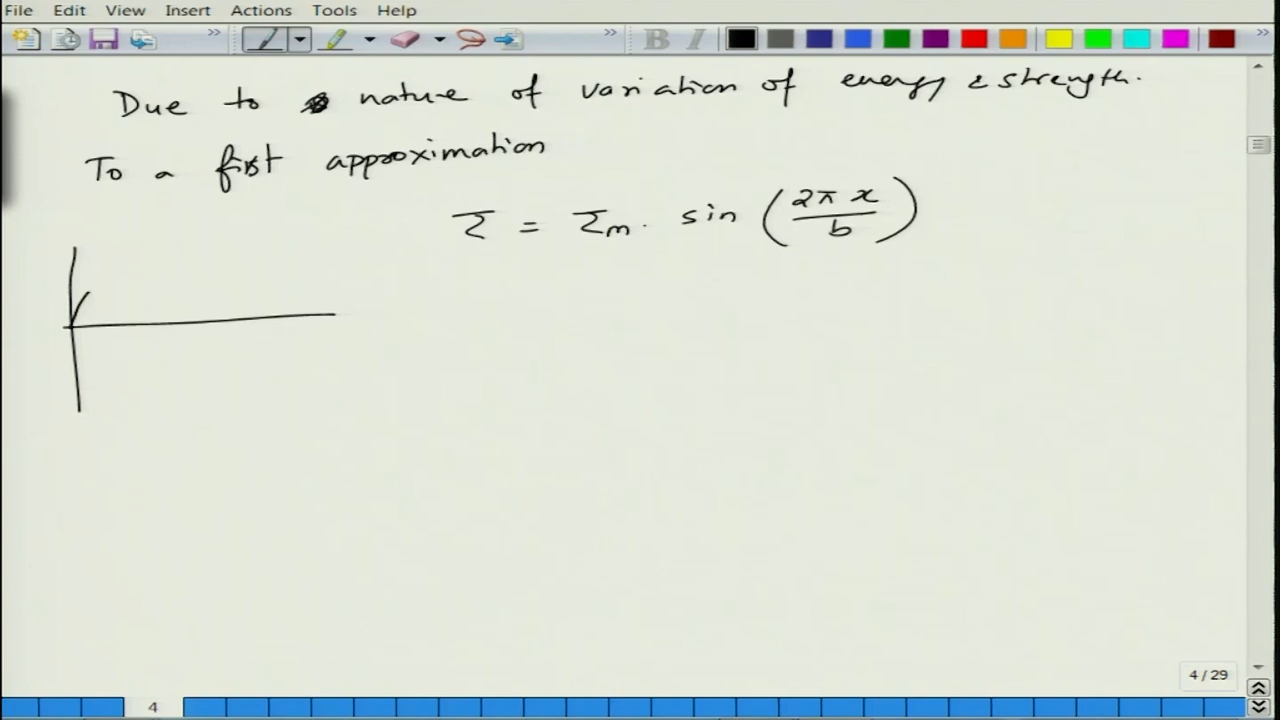 File Edit View Insert Actions Tools Help
» » B I »
Due to nature of variation of energy & strength.
To a first approximation
τ = τm. sin (2π x / b)
4 / 29
4